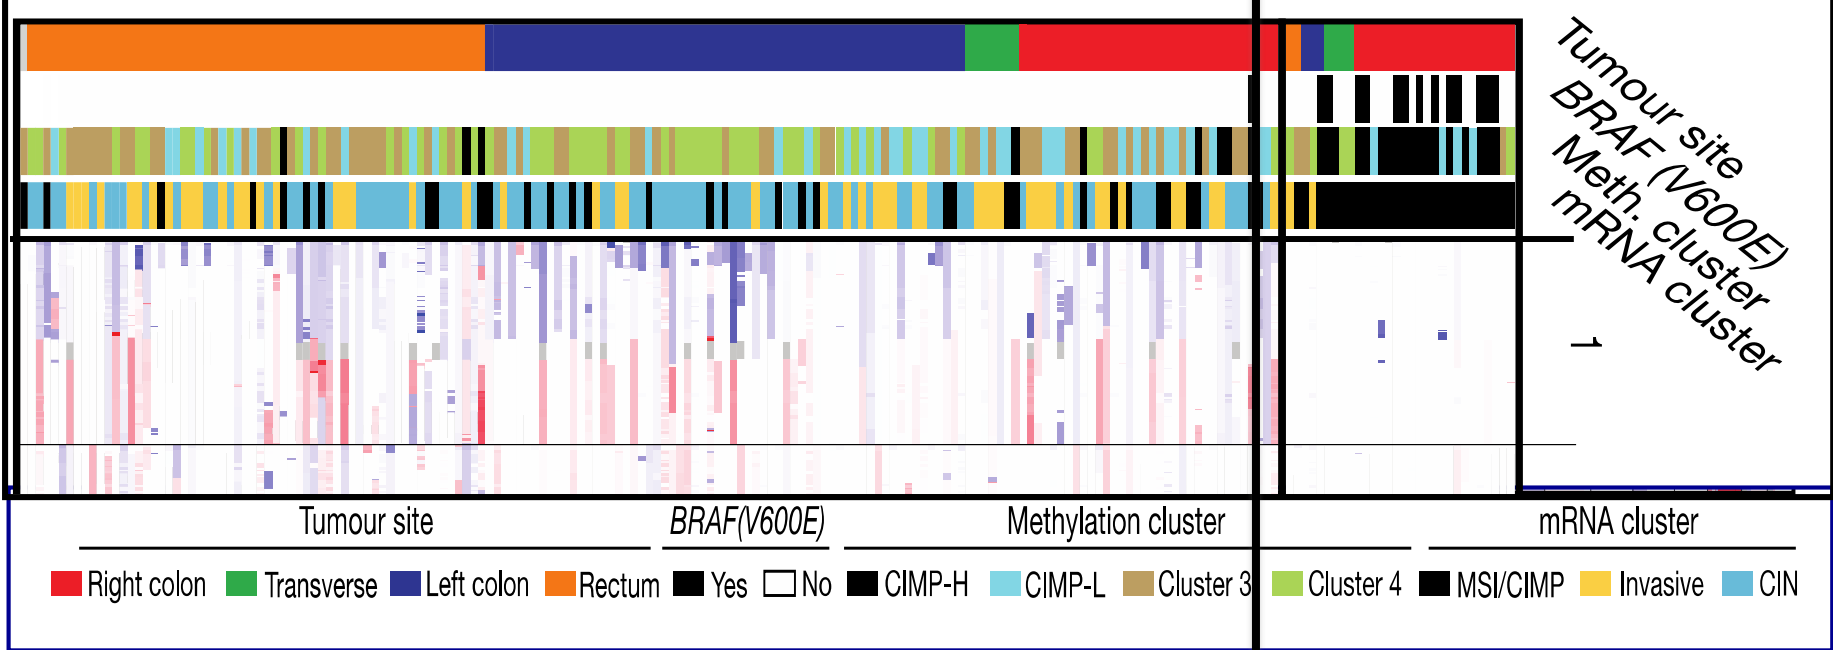 Tumour site
BRAF (V600E)
Meth. cluster
mRNA cluster
1
Tumour site BRAF(V600E) Methylation cluster mRNA cluster
Right colon Transverse Left colon Rectum Yes No CIMP-H CIMP-L Cluster 3 Cluster 4 MSI/CIMP Invasive CIN